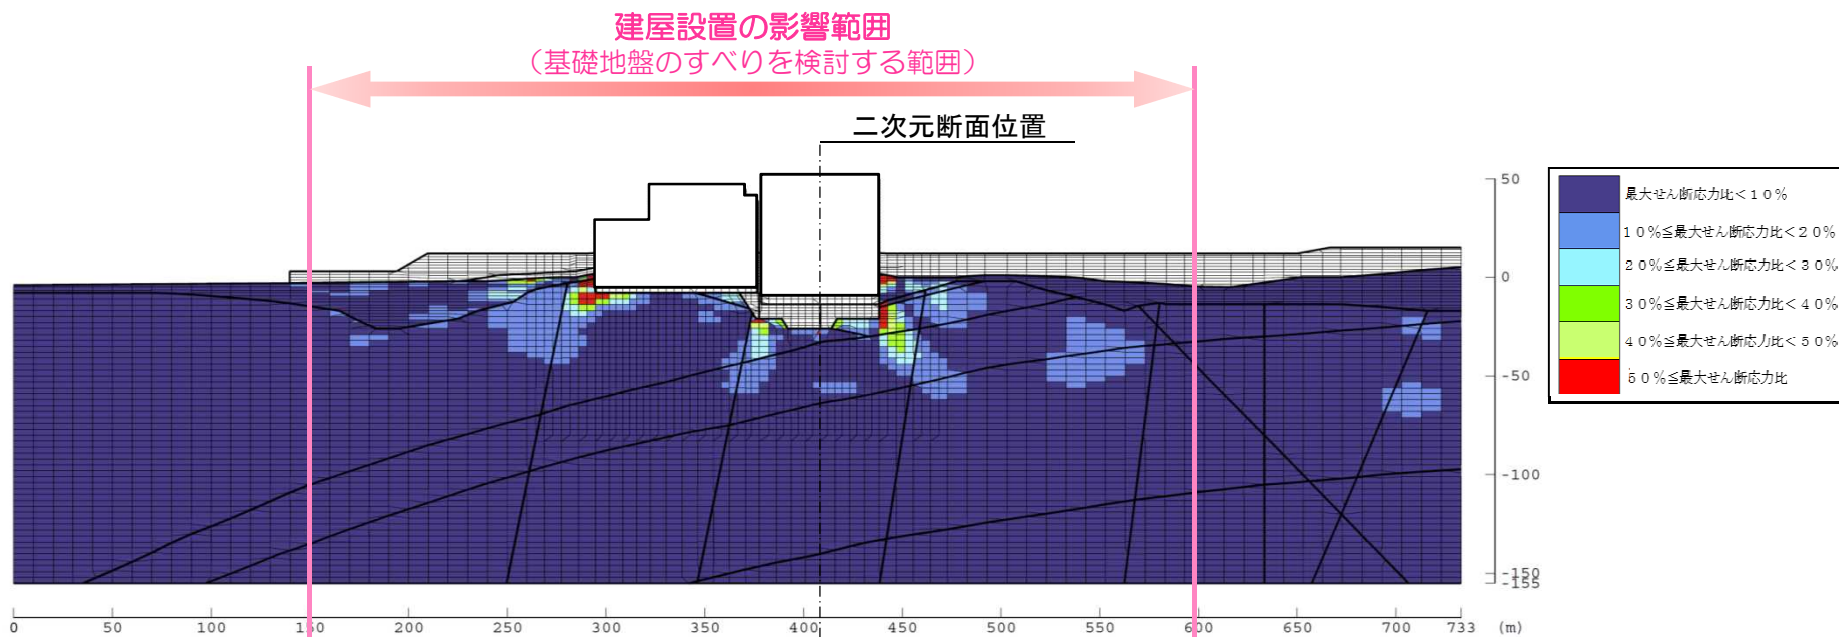 建屋設置の影響範囲
（基礎地盤のすべりを検討する範囲）
二次元断面位置
50
0
-50
-100
-150
-155
最大せん断応力比＜１０％
１０％≦最大せん断応力比＜２０％
２０％≦最大せん断応力比＜３０％
３０％≦最大せん断応力比＜４０％
４０％≦最大せん断応力比＜５０％
５０％≦最大せん断応力比
0 50 100 150 200 250 300 350 400 450 500 550 600 650 700 733 (m)